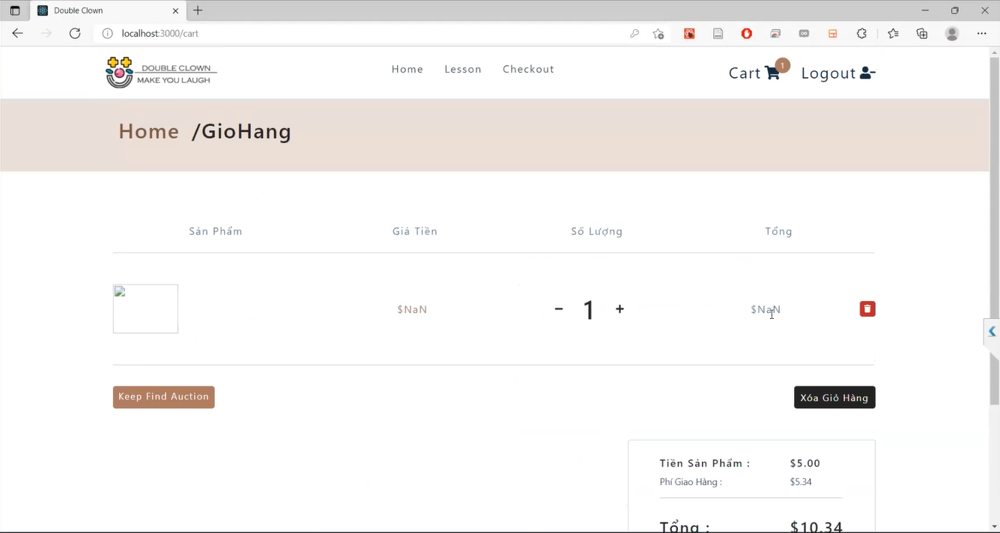 Double Clown
localhost:3000/cart
DOUBLE CLOWN
MAKE YOU LAUGH
Home Lesson Checkout
Cart 1 Logout
Home /GioHang
Sản Phẩm Giá Tiền Số Lượng Tổng
$NaN − 1 + $NaN
Keep Find Auction Xóa Giỏ Hàng
Tiền Sản Phẩm : $5.00
Phí Giao Hàng : $5.34
Tổng : $10.34